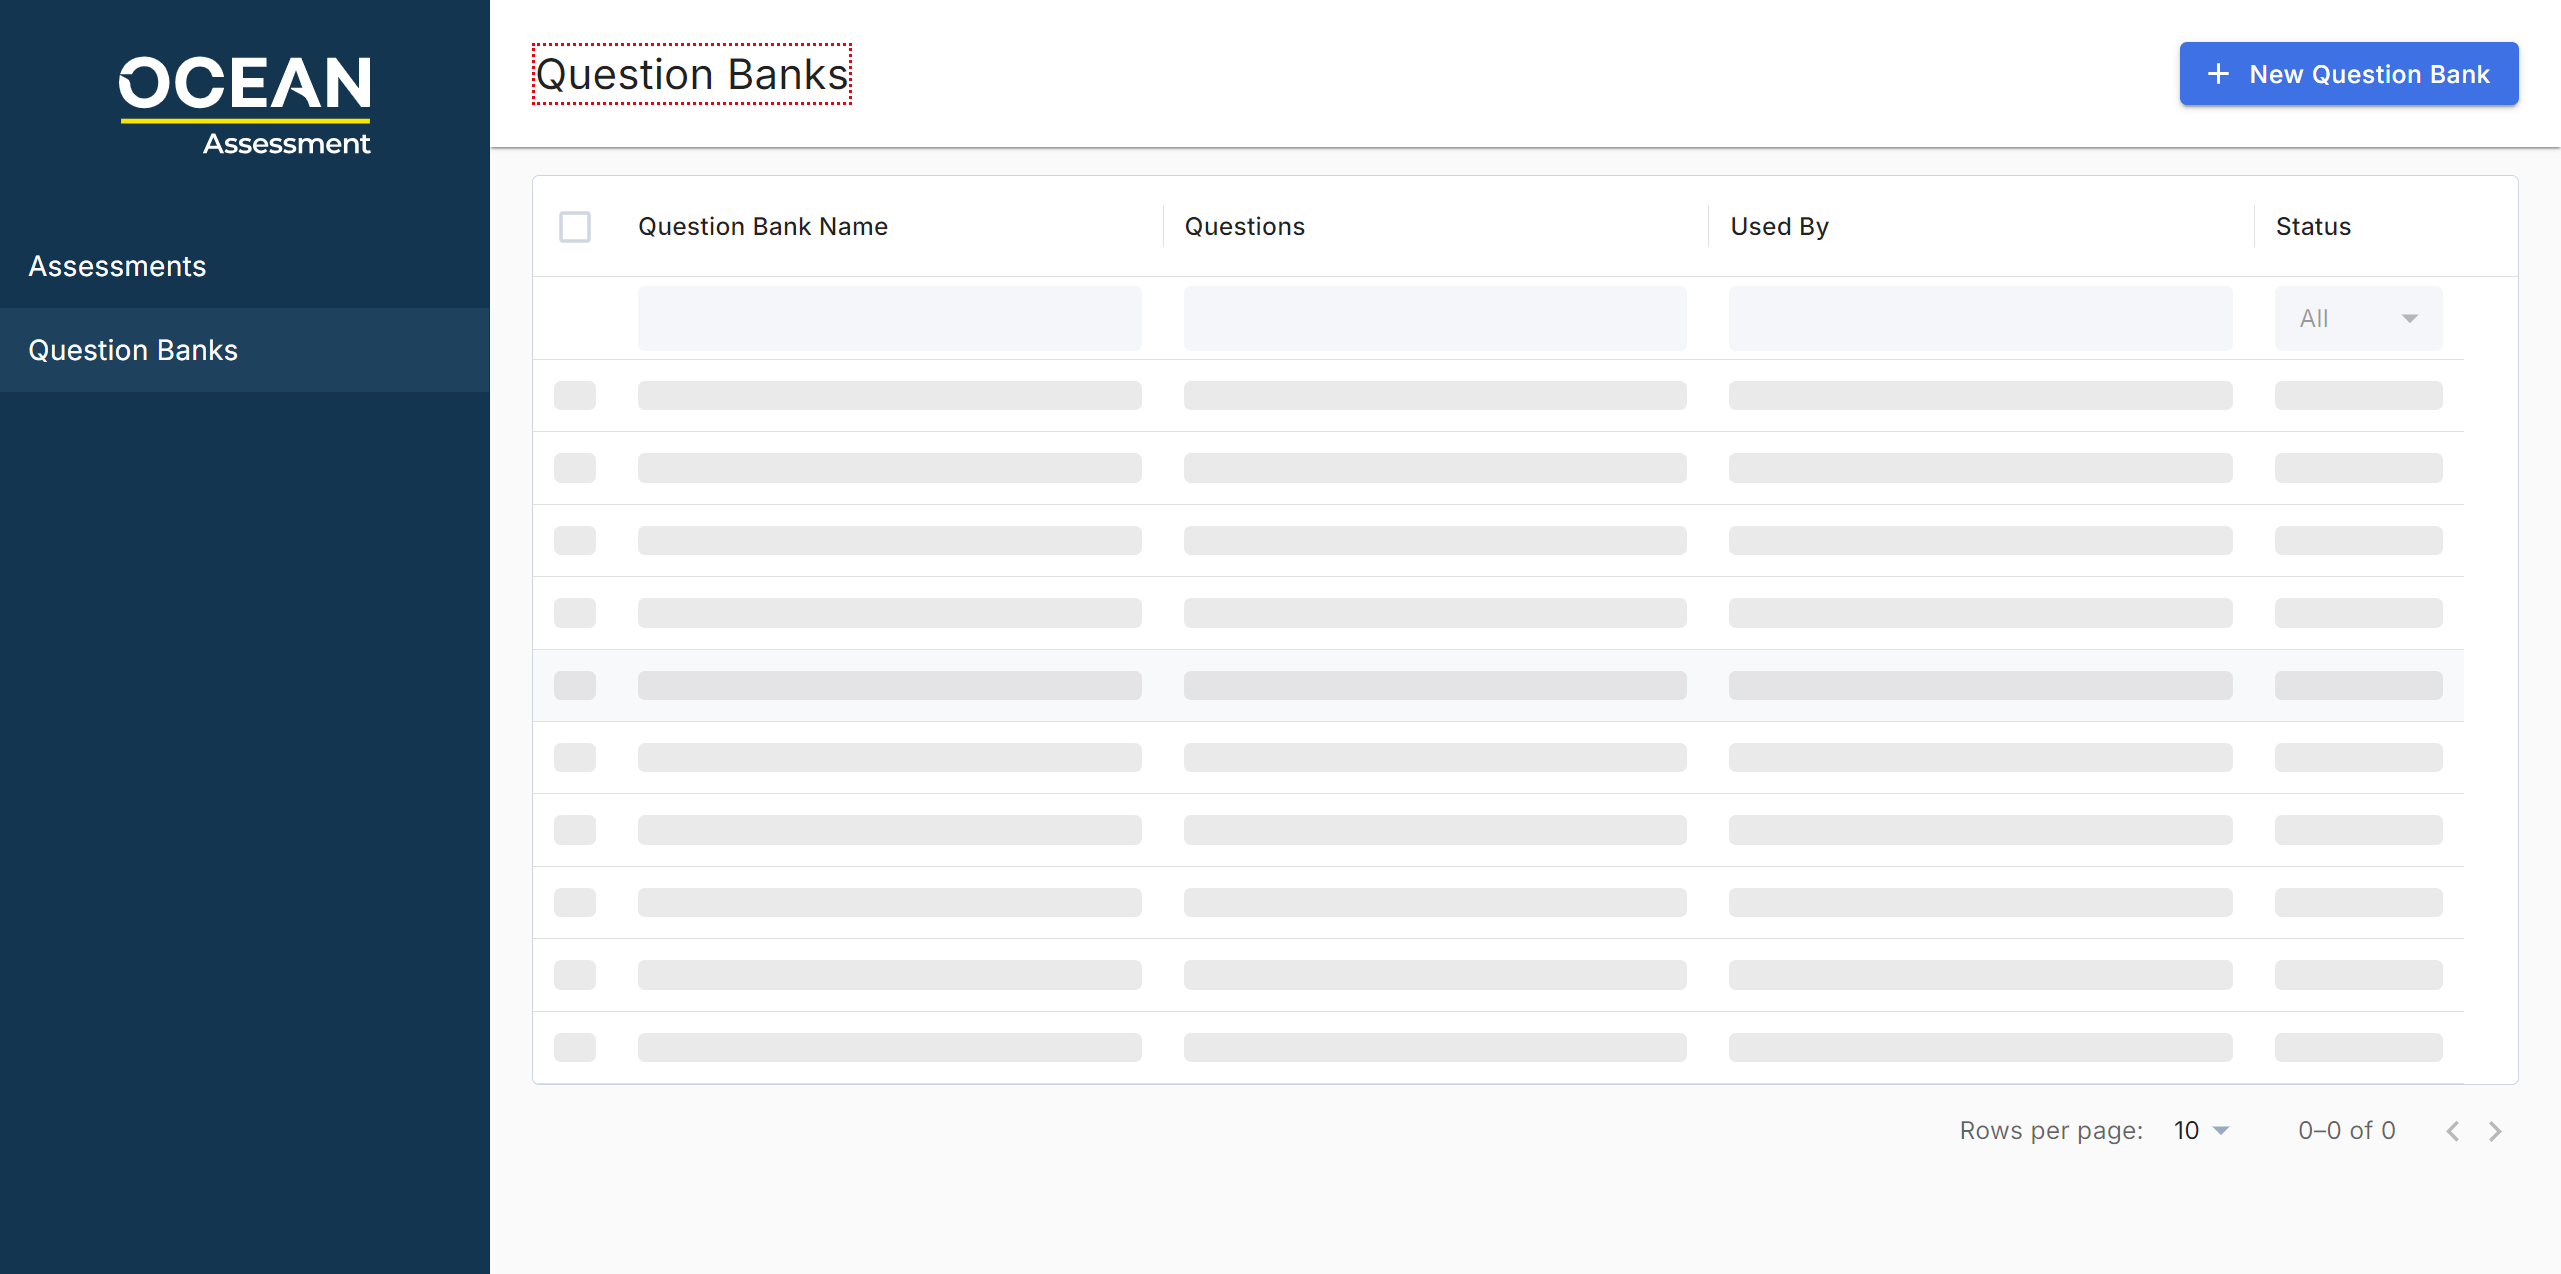 OCEAN
Assessment
Assessments
Question Banks
Question Banks
New Question Bank
Question Bank Name
Questions
Used By
Status
All
Rows per page: 10 0–0 of 0